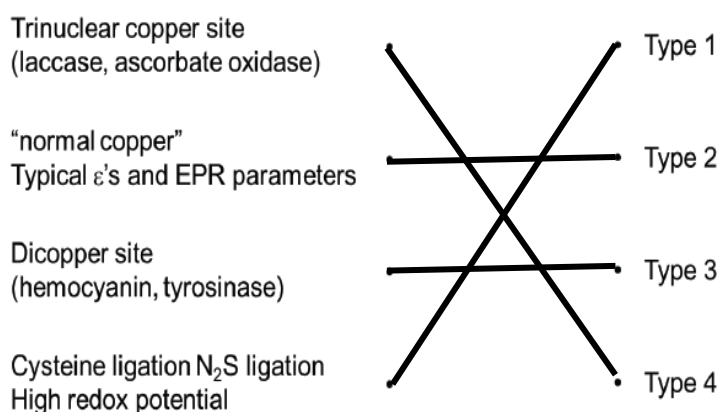 Trinuclear copper site
(laccase, ascorbate oxidase)
Type 1
“normal copper”
Typical ε’s and EPR parameters
Type 2
Dicopper site
(hemocyanin, tyrosinase)
Type 3
Cysteine ligation N₂S ligation
High redox potential
Type 4